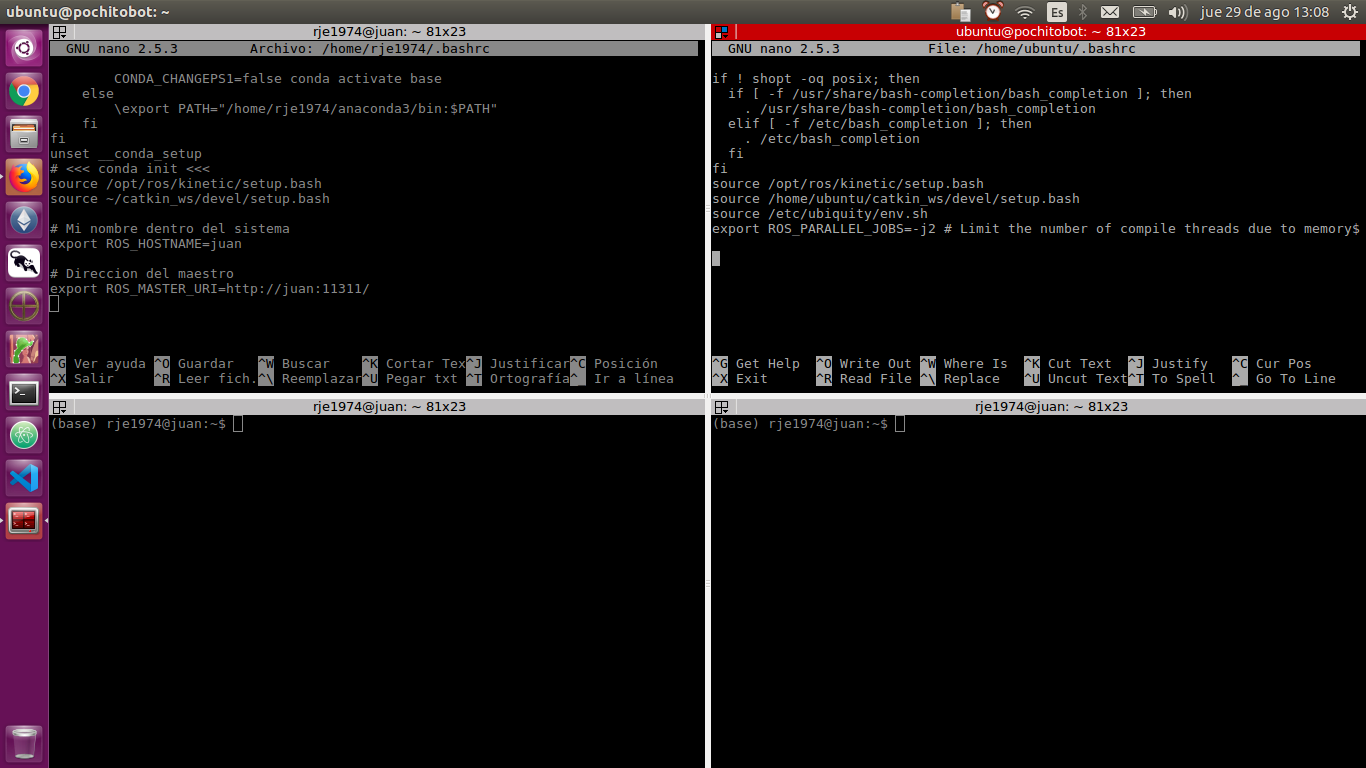 ubuntu@pochitobot: ~
Es
jue 29 de ago 13:08
rje1974@juan: ~ 81x23
GNU nano 2.5.3 Archivo: /home/rje1974/.bashrc
CONDA_CHANGEPS1=false conda activate base
else
\export PATH="/home/rje1974/anaconda3/bin:$PATH"
fi
fi
unset __conda_setup
# <<< conda init <<<
source /opt/ros/kinetic/setup.bash
source ~/catkin_ws/devel/setup.bash
# Mi nombre dentro del sistema
export ROS_HOSTNAME=juan
# Direccion del maestro
export ROS_MASTER_URI=http://juan:11311/
^G Ver ayuda ^O Guardar ^W Buscar ^K Cortar Tex^J Justificar^C Posición
^X Salir ^R Leer fich.^\ Reemplazar^U Pegar txt ^T Ortografía^_ Ir a línea
ubuntu@pochitobot: ~ 81x23
GNU nano 2.5.3 File: /home/ubuntu/.bashrc
if ! shopt -oq posix; then
if [ -f /usr/share/bash-completion/bash_completion ]; then
. /usr/share/bash-completion/bash_completion
elif [ -f /etc/bash_completion ]; then
. /etc/bash_completion
fi
fi
source /opt/ros/kinetic/setup.bash
source /home/ubuntu/catkin_ws/devel/setup.bash
source /etc/ubiquity/env.sh
export ROS_PARALLEL_JOBS=-j2 # Limit the number of compile threads due to memory$
^G Get Help ^O Write Out ^W Where Is ^K Cut Text ^J Justify ^C Cur Pos
^X Exit ^R Read File ^\ Replace ^U Uncut Text^T To Spell ^_ Go To Line
rje1974@juan: ~ 81x23
(base) rje1974@juan:~$
rje1974@juan: ~ 81x23
(base) rje1974@juan:~$